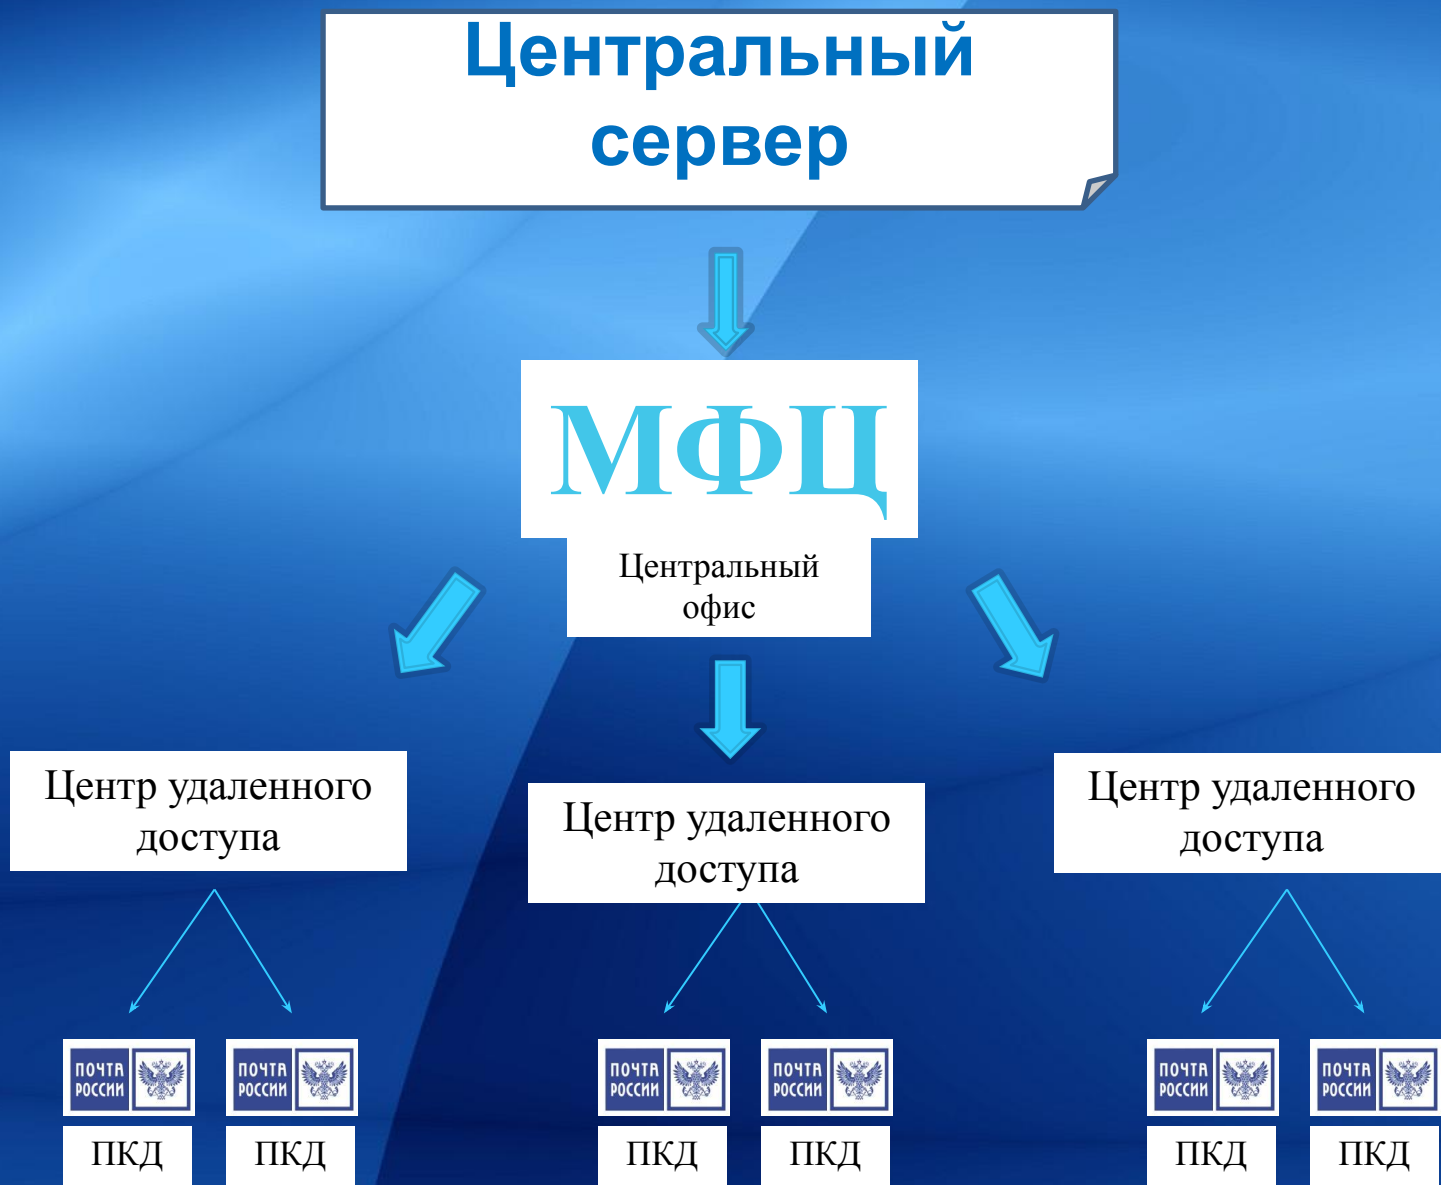 Центральный
сервер
МФЦ
Центральный
офис
Центр удаленного
доступа
Центр удаленного
доступа
Центр удаленного
доступа
ПОЧТА
РОССИИ
ПОЧТА
РОССИИ
ПОЧТА
РОССИИ
ПОЧТА
РОССИИ
ПОЧТА
РОССИИ
ПОЧТА
РОССИИ
ПКД
ПКД
ПКД
ПКД
ПКД
ПКД